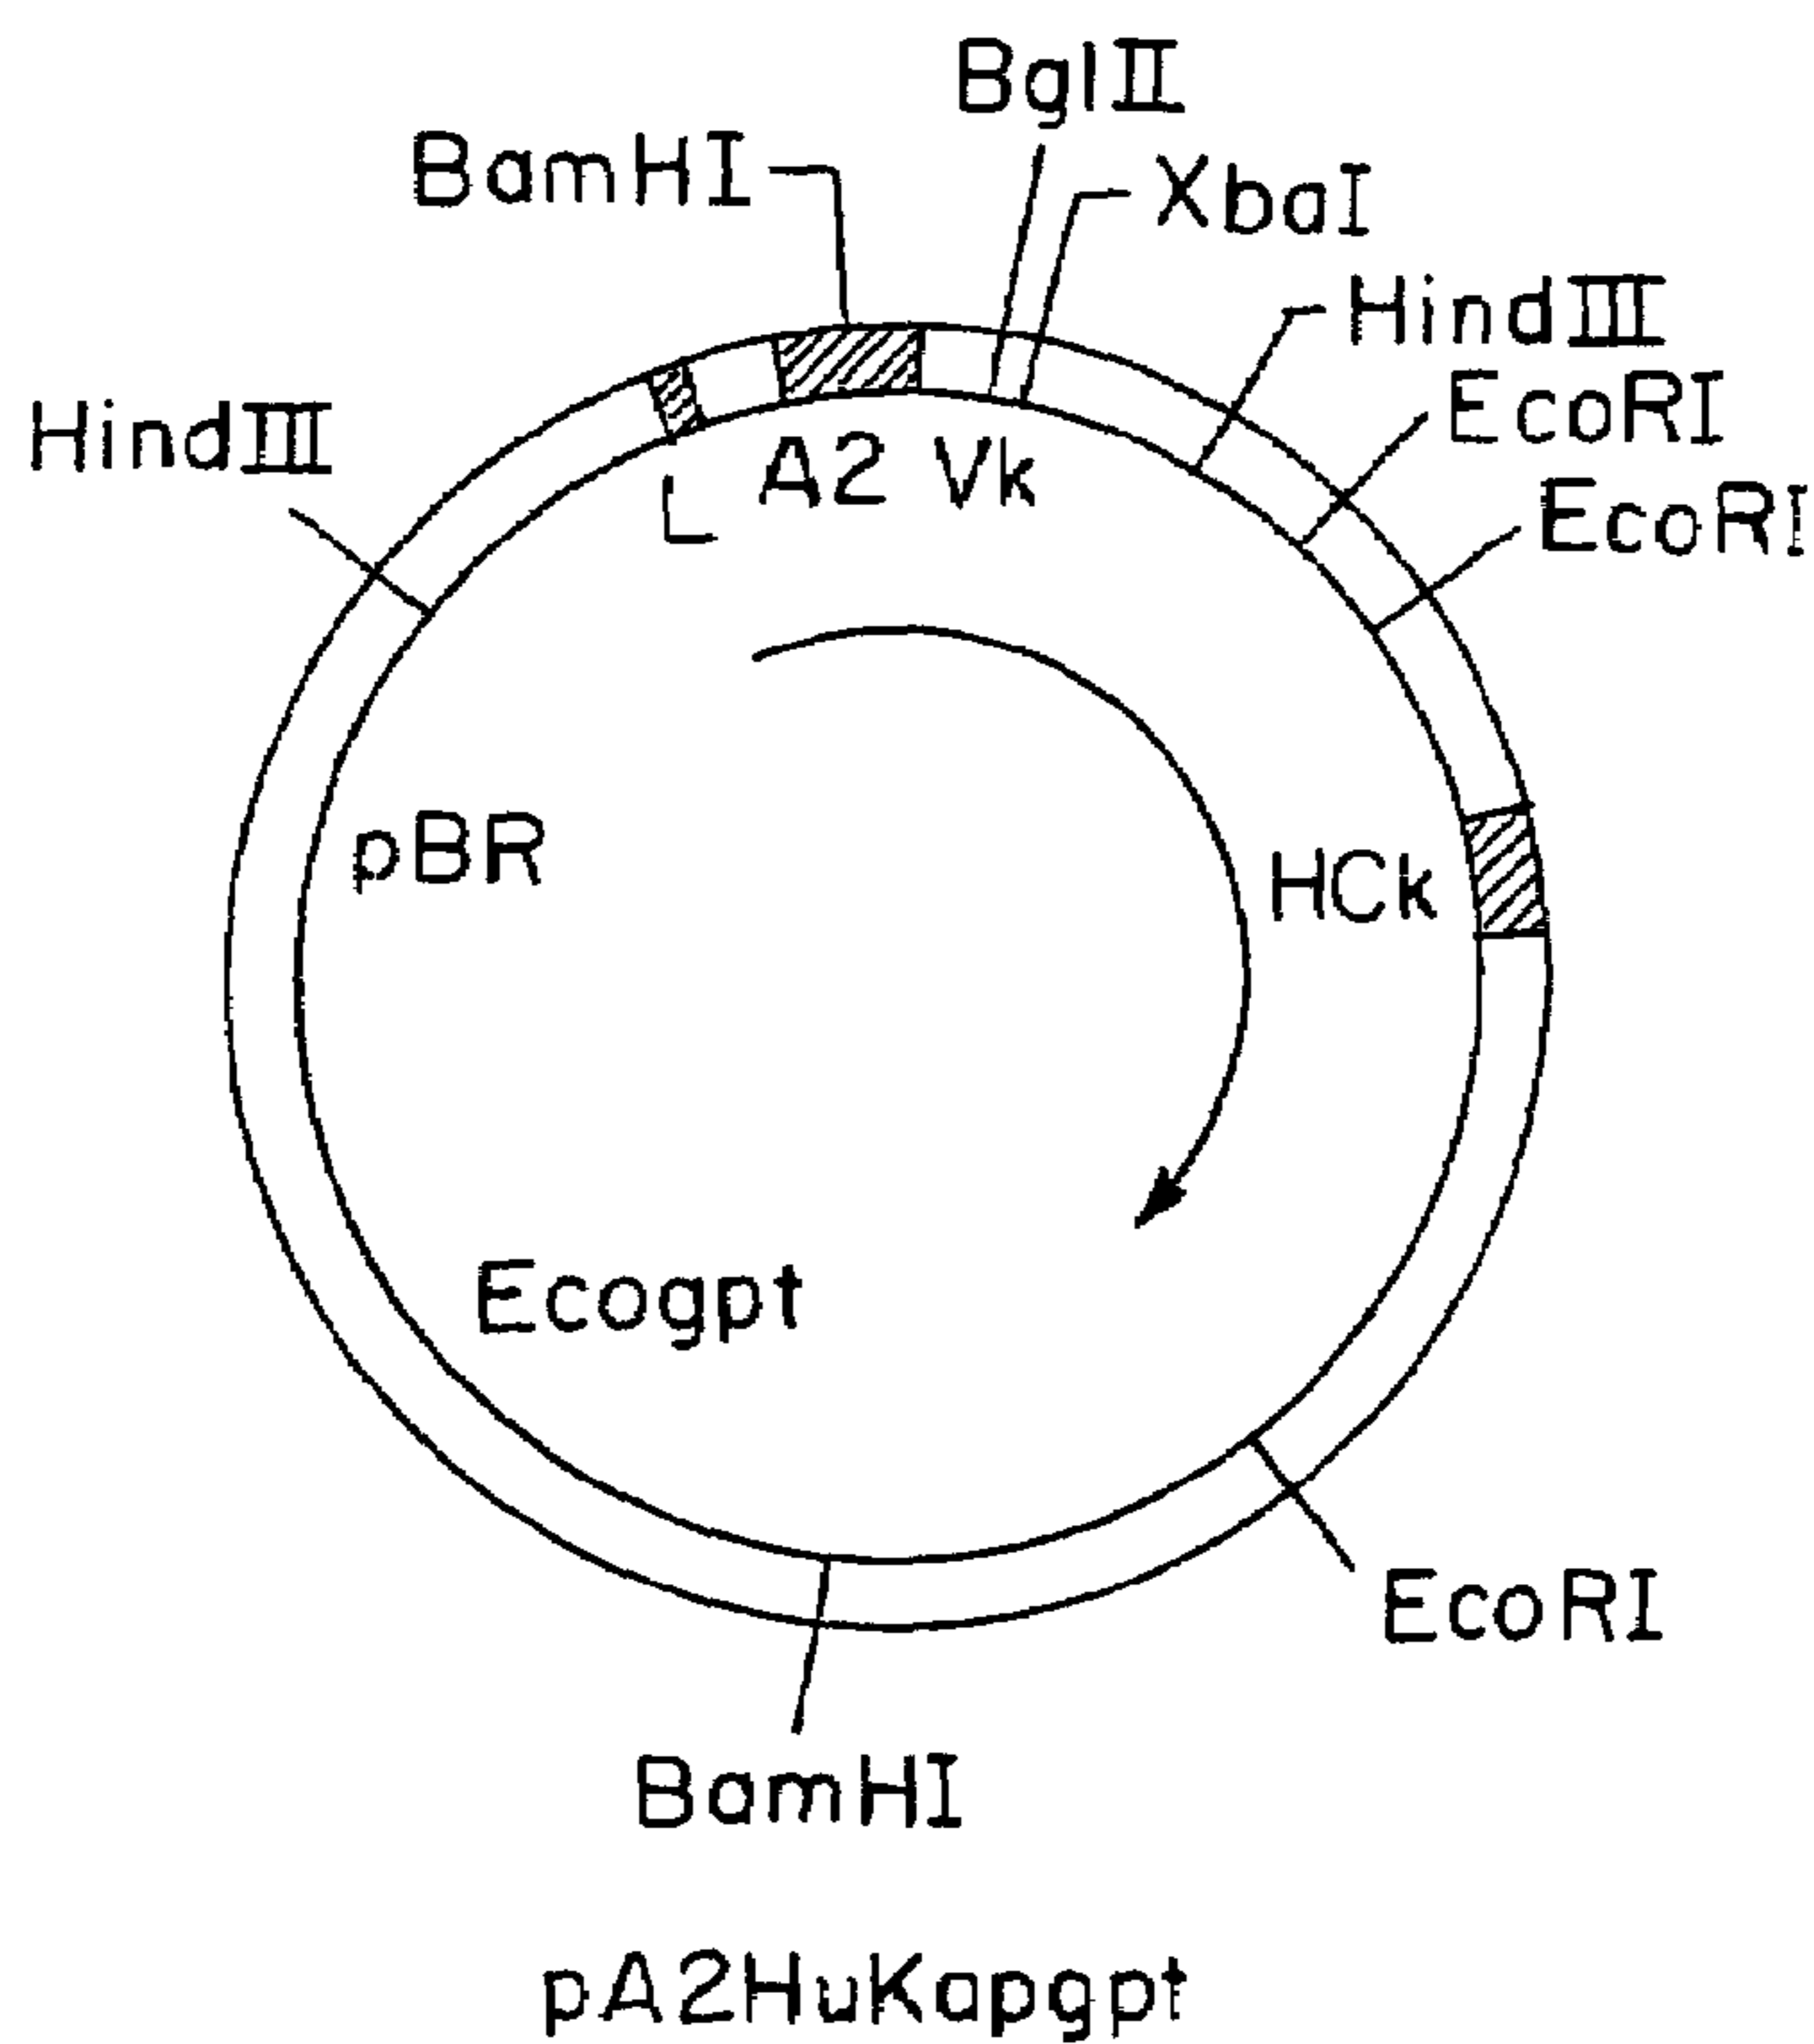 BglII
BamHI
XbaI
HindIII
EcoRI
HindIII
EcoRI
A2 Vk
L
pBR
HCk
Ecogpt
EcoRI
BamHI
pA2HuKapgpt